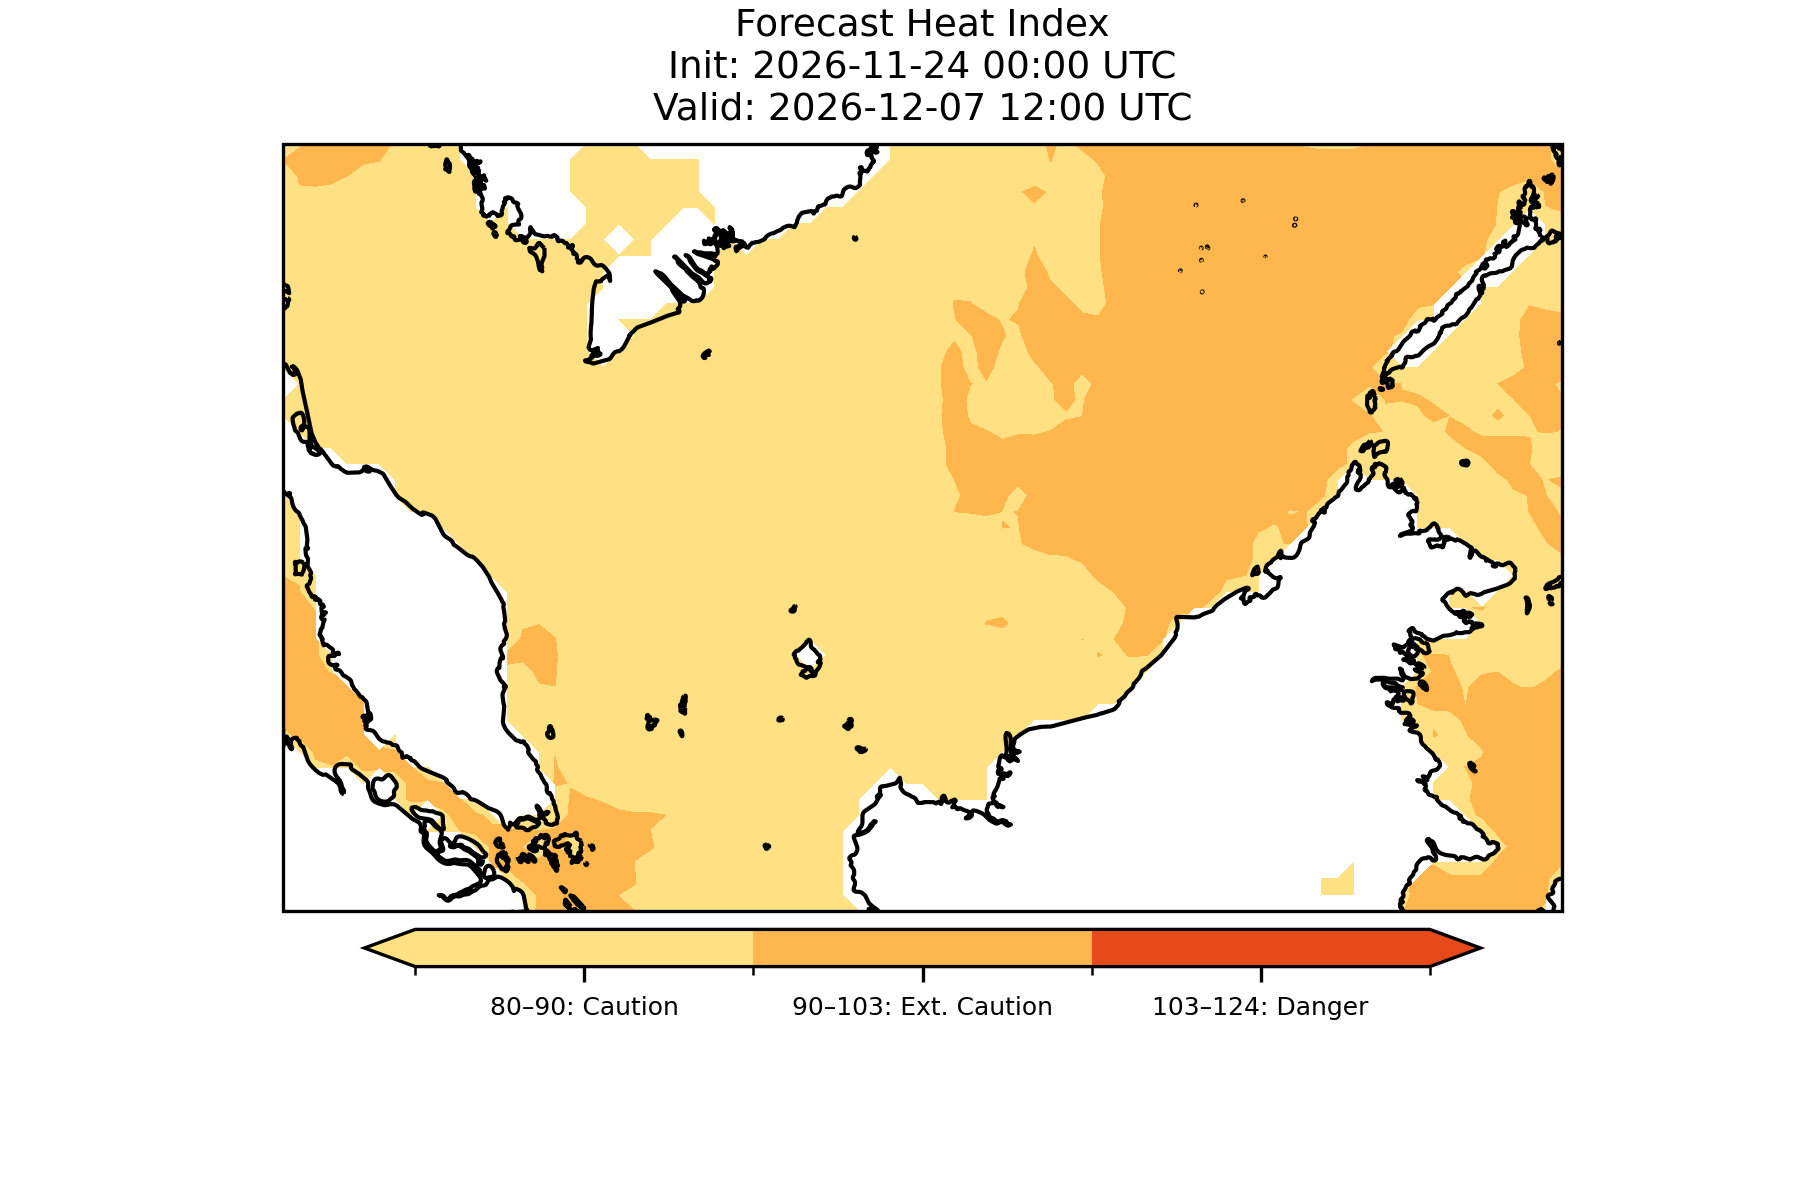 Forecast Heat Index
Init: 2026-11-24 00:00 UTC
Valid: 2026-12-07 12:00 UTC
80–90: Caution
90–103: Ext. Caution
103–124: Danger